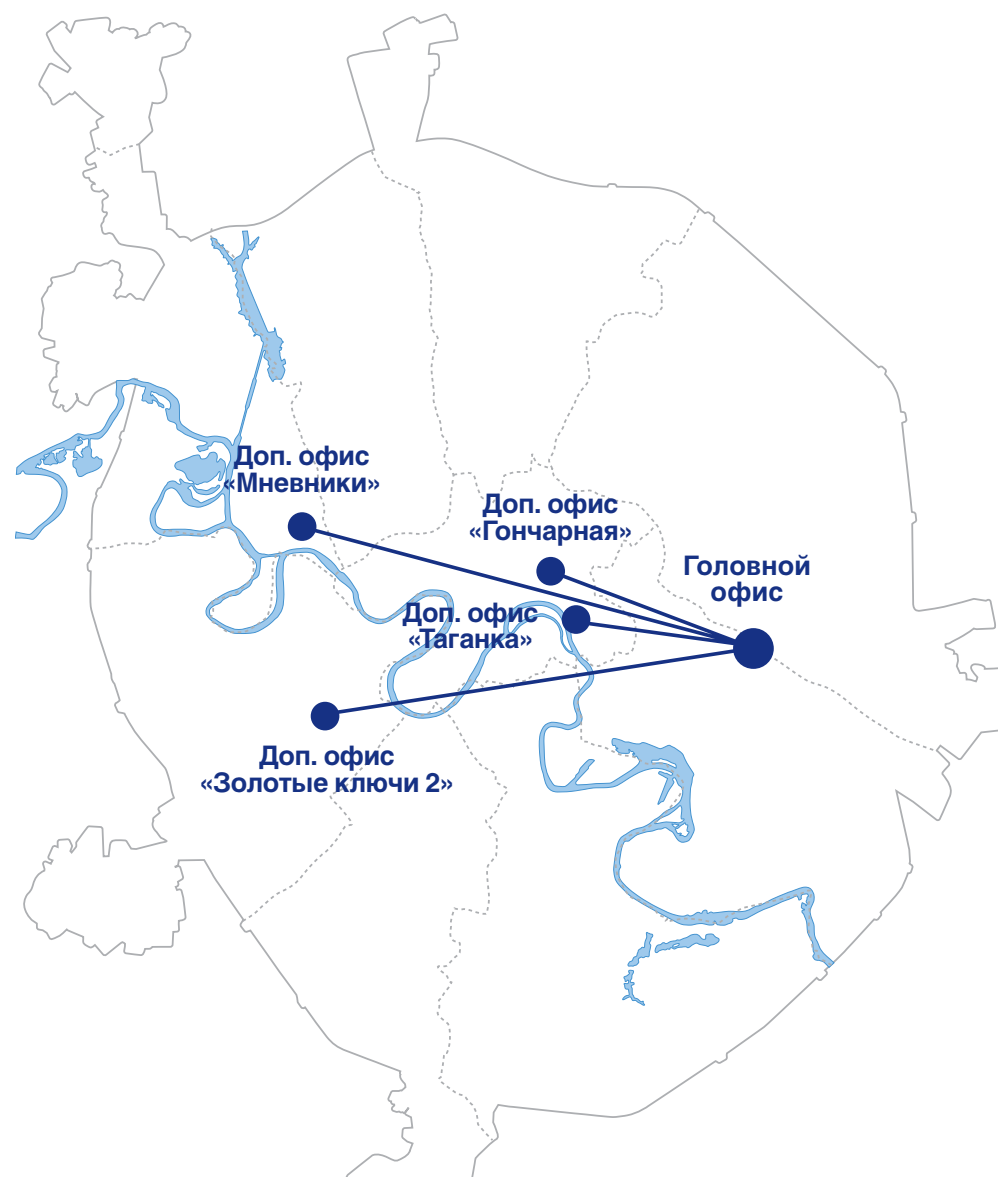 Доп. офис
«Мневники»
Доп. офис
«Гончарная»
Головной
офис
Доп. офис
«Таганка»
Доп. офис
«Золотые ключи 2»